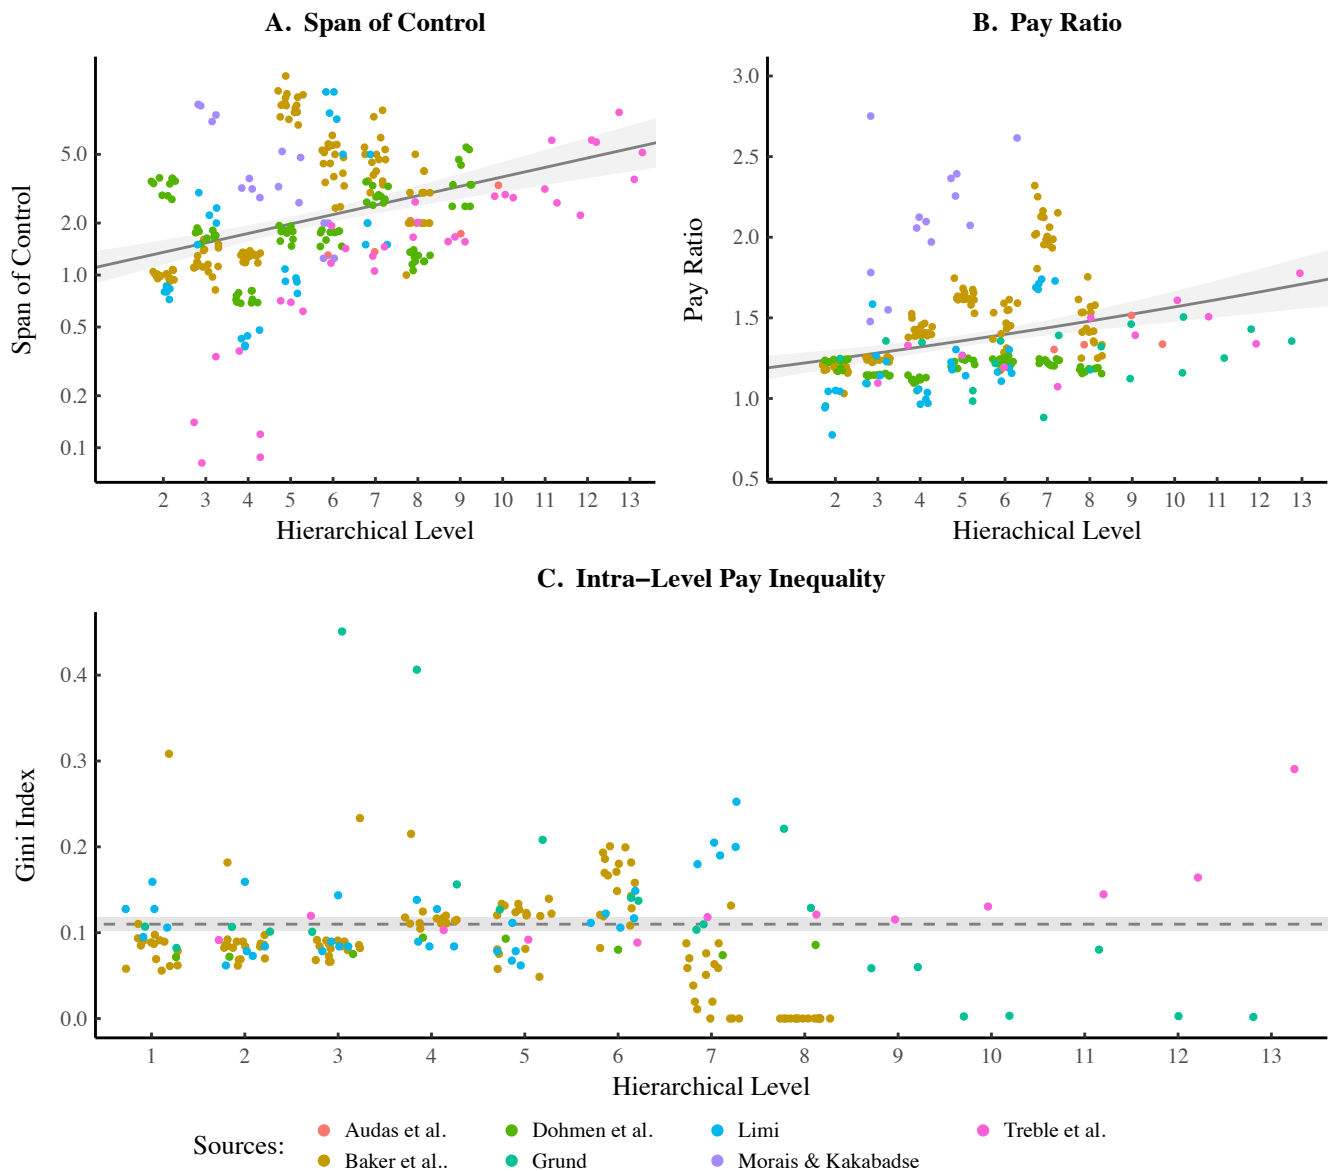 A. Span of Control
Span of Control
5.0
2.0
1.0
0.5
0.2
0.1
2 3 4 5 6 7 8 9 10 11 12 13
Hierarchical Level
B. Pay Ratio
Pay Ratio
3.0
2.5
2.0
1.5
1.0
0.5
2 3 4 5 6 7 8 9 10 11 12 13
Hierachical Level
C. Intra−Level Pay Inequality
Gini Index
0.4
0.3
0.2
0.1
0.0
1 2 3 4 5 6 7 8 9 10 11 12 13
Hierarchical Level
Sources:
Audas et al. Dohmen et al. Limi Treble et al.
Baker et al.. Grund Morais & Kakabadse